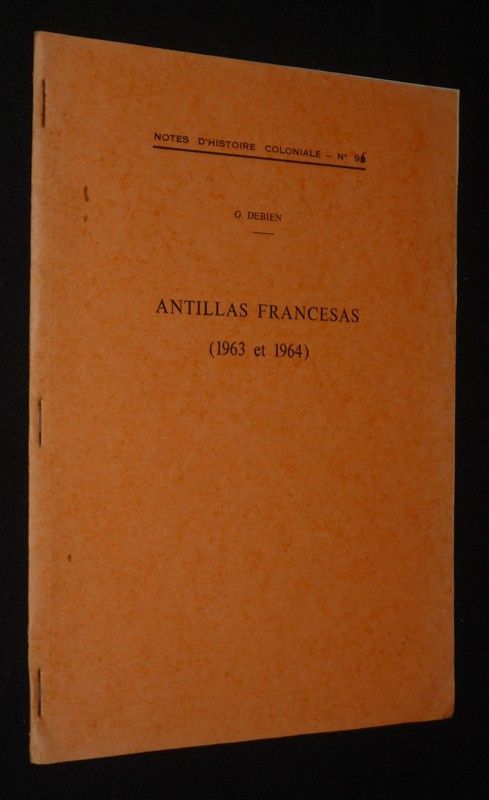 NOTES D'HISTOIRE COLONIALE - N° 96
G. DEBIEN
ANTILLAS FRANCESAS
(1963 et 1964)